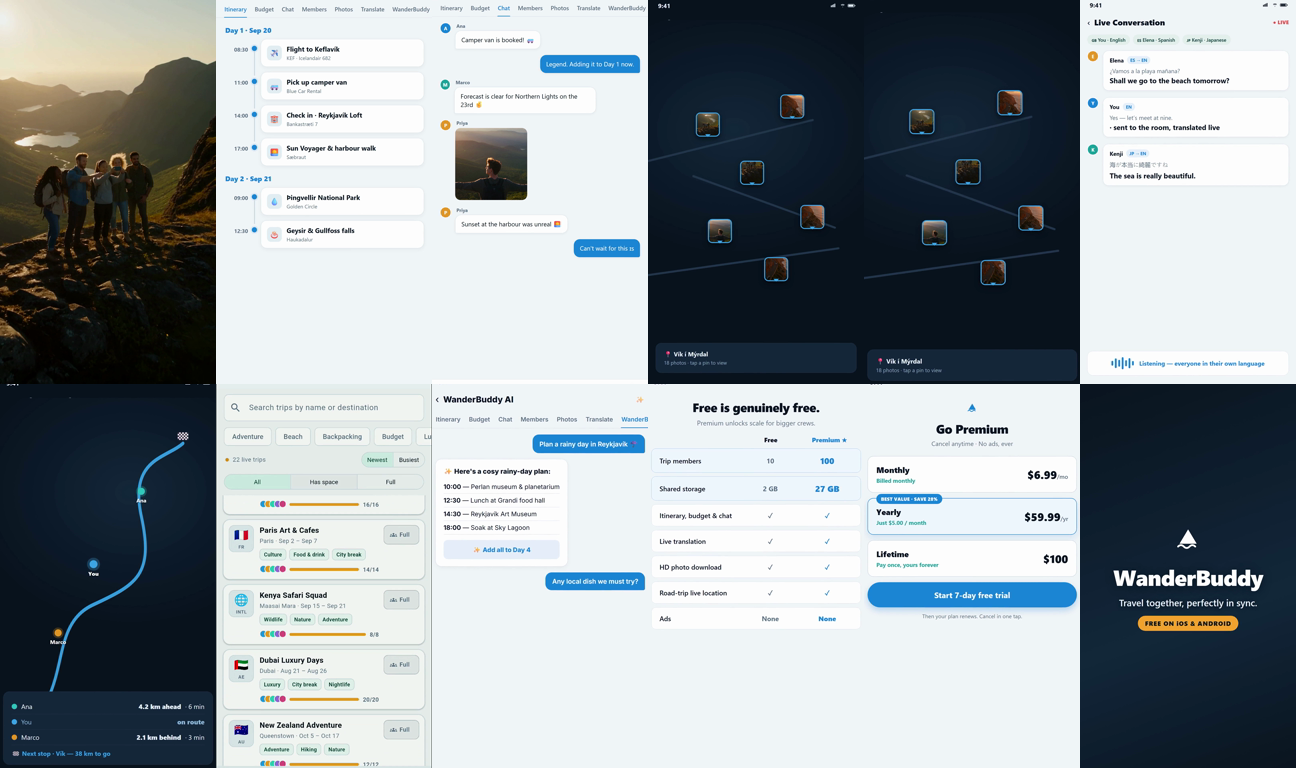 Itinerary Budget Chat Members Photos Translate WanderBuddy
Day 1 · Sep 20
08:30
Flight to Keflavik
KEF · Icelandair 682
11:00
Pick up camper van
Blue Car Rental
14:00
Check in · Reykjavik Loft
Bankastræti 7
17:00
Sun Voyager & harbour walk
Sæbraut
Day 2 · Sep 21
09:00
Þingvellir National Park
Golden Circle
12:30
Geysir & Gullfoss falls
Haukadalur
Itinerary Budget Chat Members Photos Translate WanderBuddy
A
Ana
Camper van is booked!
Legend. Adding it to Day 1 now.
M
Marco
Forecast is clear for Northern Lights on the
23rd
P
Priya
P
Priya
Sunset at the harbour was unreal
Can't wait for this
9:41
Vík í Mýrdal
18 photos · tap a pin to view
Vík í Mýrdal
18 photos · tap a pin to view
9:41
‹ Live Conversation
• LIVE
You · English
Elena · Spanish
Kenji · Japanese
E
Elena ES → EN
¿Vamos a la playa mañana?
Shall we go to the beach tomorrow?
Y
You EN
Yes — let's meet at nine.
· sent to the room, translated live
K
Kenji JP → EN
海が本当に綺麗ですね
The sea is really beautiful.
Listening — everyone in their own language
Ana
You
Marco
Ana 4.2 km ahead · 6 min
You on route
Marco 2.1 km behind · 3 min
Next stop · Vik — 38 km to go
Search trips by name or destination
Adventure Beach Backpacking Budget Lu
22 live trips
Newest Busiest
All Has space Full
16/16
FR
Paris Art & Cafes
Paris · Sep 2 – Sep 7
Full
Culture Food & drink City break
14/14
INTL
Kenya Safari Squad
Maasai Mara · Sep 15 – Sep 21
Full
Wildlife Nature Adventure
8/8
AE
Dubai Luxury Days
Dubai · Aug 21 – Aug 26
Full
Luxury City break Nightlife
20/20
AU
New Zealand Adventure
Queenstown · Oct 5 – Oct 17
Full
Adventure Hiking Nature
12/12
‹ WanderBuddy AI
Itinerary Budget Chat Members Photos Translate WanderB
Plan a rainy day in Reykjavik
Here's a cosy rainy-day plan:
10:00 — Perlan museum & planetarium
12:30 — Lunch at Grandi food hall
14:30 — Reykjavik Art Museum
18:00 — Soak at Sky Lagoon
Add all to Day 4
Any local dish we must try?
Free is genuinely free.
Premium unlocks scale for bigger crews.
Free Premium ★
Trip members 10 100
Shared storage 2 GB 27 GB
Itinerary, budget & chat ✓ ✓
Live translation ✓ ✓
HD photo download ✓ ✓
Road-trip live location ✓ ✓
Ads None None
Go Premium
Cancel anytime · No ads, ever
Monthly
Billed monthly
$6.99/mo
BEST VALUE · SAVE 28%
Yearly
Just $5.00 / month
$59.99/yr
Lifetime
Pay once, yours forever
$100
Start 7-day free trial
Then your plan renews. Cancel in one tap.
WanderBuddy
Travel together, perfectly in sync.
FREE ON iOS & ANDROID